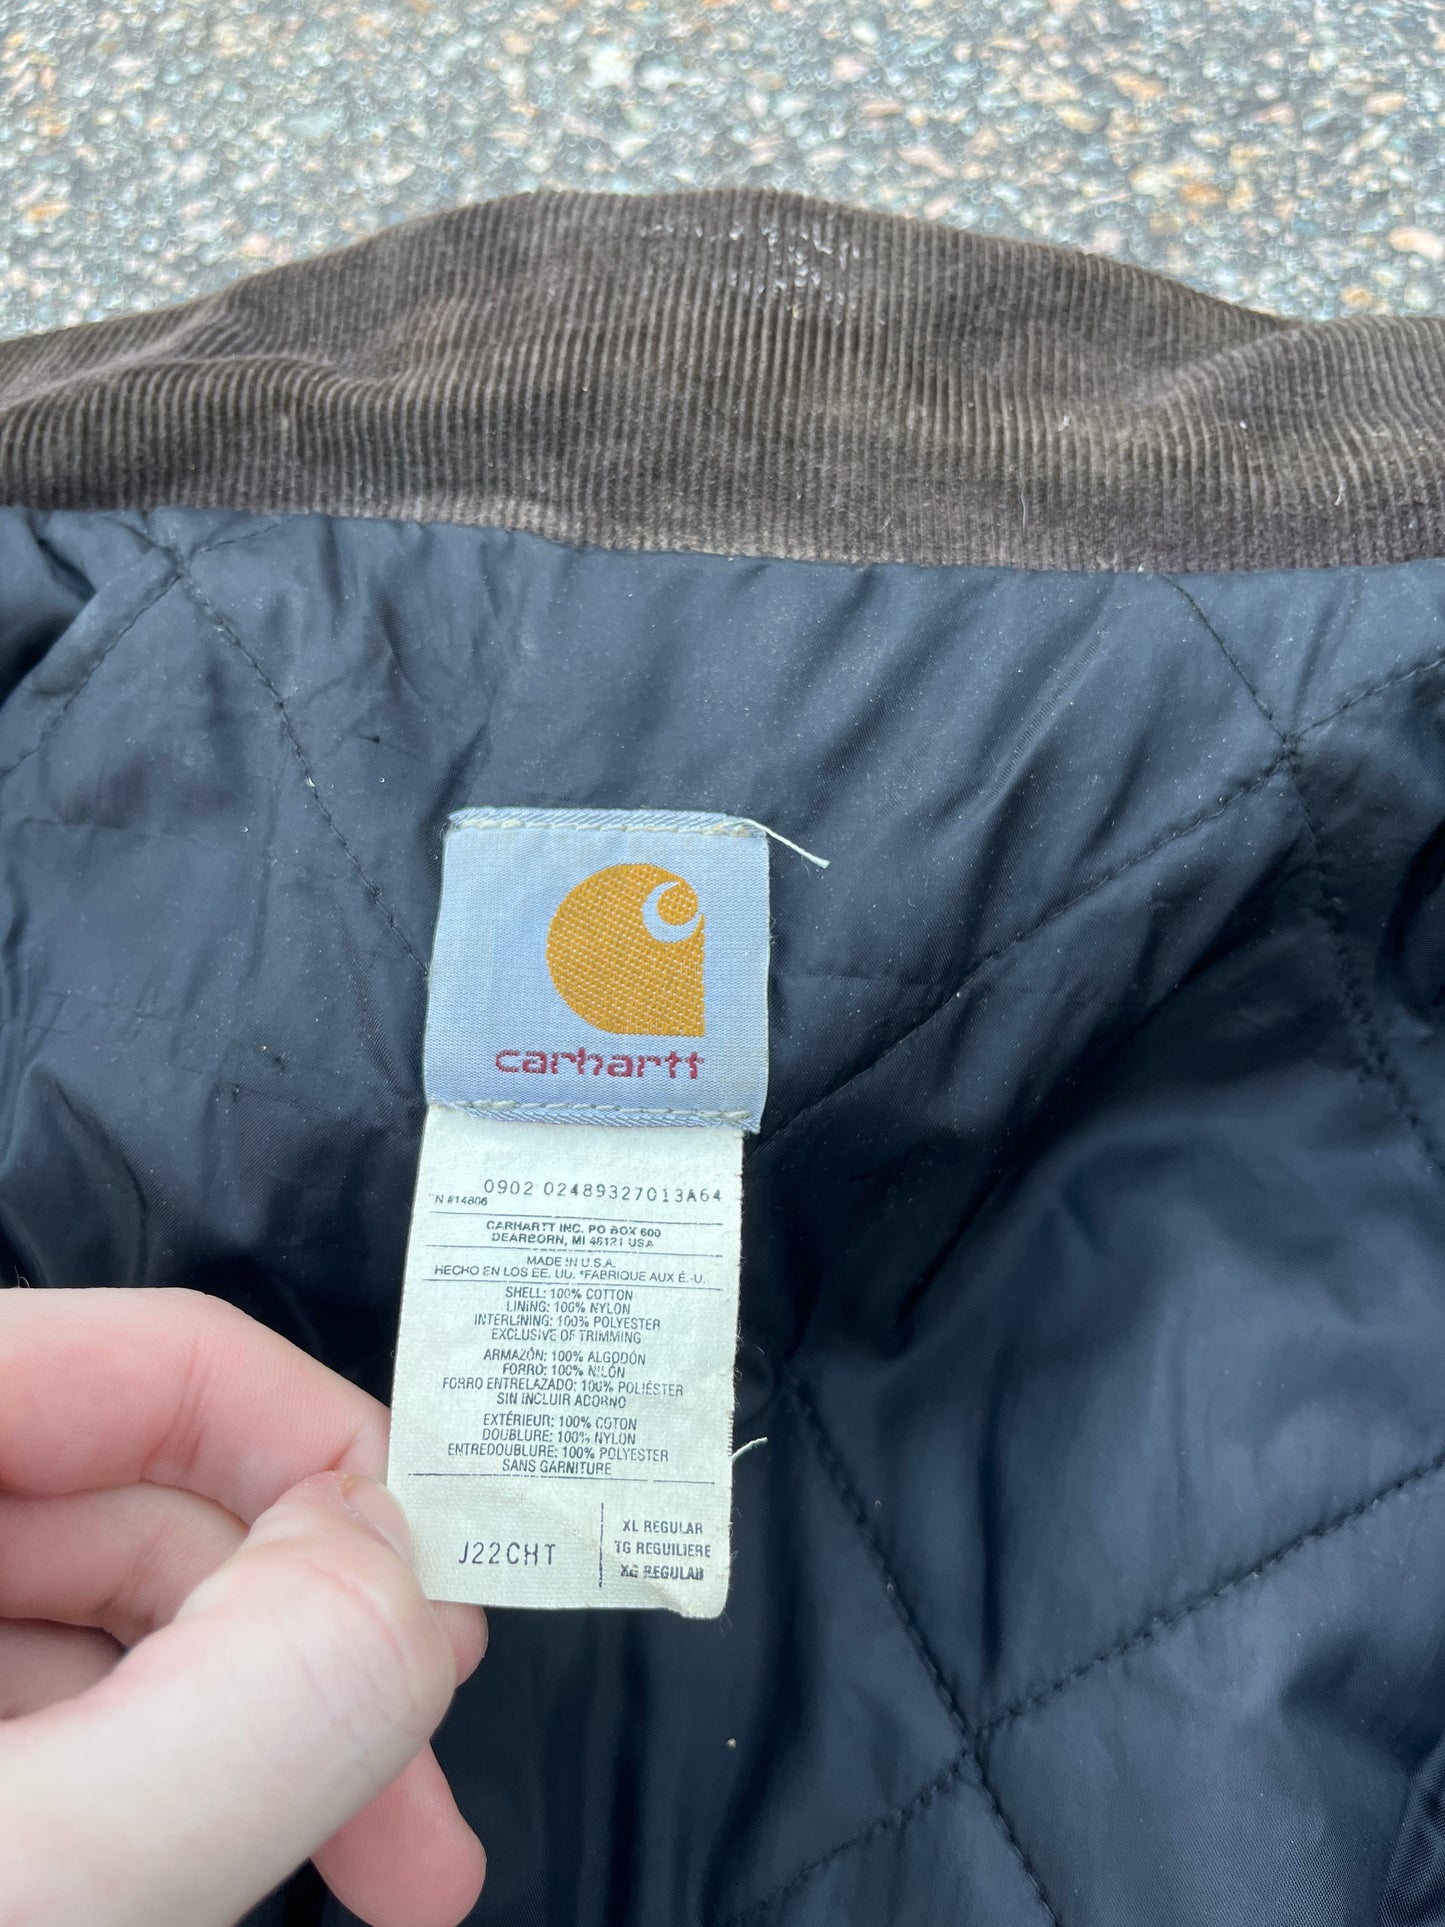 carhartt
0902 02489327013A64
RN #14806
CARHARTT INC. PO BOX 600
DEARBORN, MI 48121 USA
MADE IN U.S.A.
HECHO EN LOS EE. UU. *FABRIQUE AUX É.-U.
SHELL: 100% COTTON
LINING: 100% NYLON
INTERLINING: 100% POLYESTER
EXCLUSIVE OF TRIMMING
ARMAZÓN: 100% ALGODÓN
FORRO: 100% NILÓN
FORRO ENTRELAZADO: 100% POLIÉSTER
SIN INCLUIR ADORNO
EXTÉRIEUR: 100% COTON
DOUBLURE: 100% NYLON
ENTREDOUBLURE: 100% POLYESTER
SANS GARNITURE
J22CHT
XL REGULAR
TG REGUILIERE
XG REGULAR